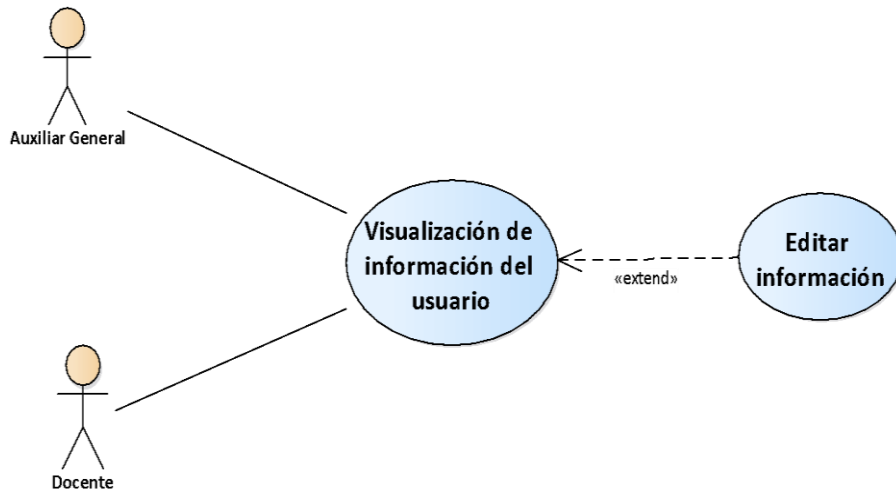 Auxiliar General
Visualización de
información del
usuario
«extend»
Editar
información
Docente